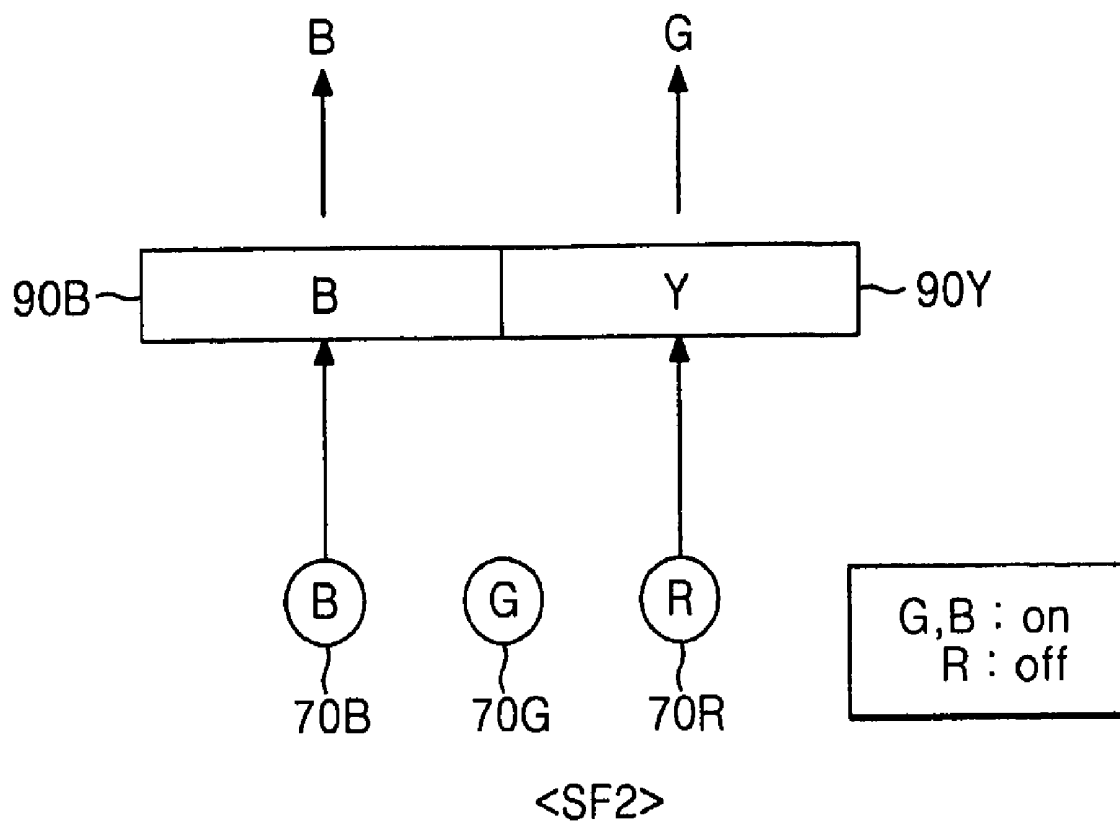 B G
90B B Y 90Y
B G R
70B 70G 70R
G,B : on
R : off
<SF2>